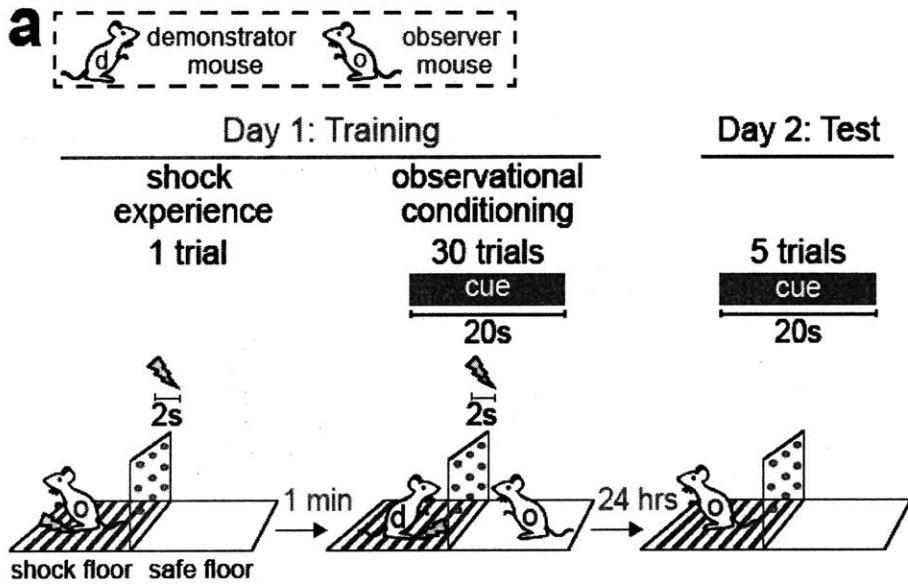 a
d demonstrator mouse
o observer mouse
Day 1: Training
Day 2: Test
shock experience
observational conditioning
1 trial
30 trials
5 trials
cue
cue
20s
20s
2s
2s
o
d
o
o
1 min
24 hrs
shock floor
safe floor